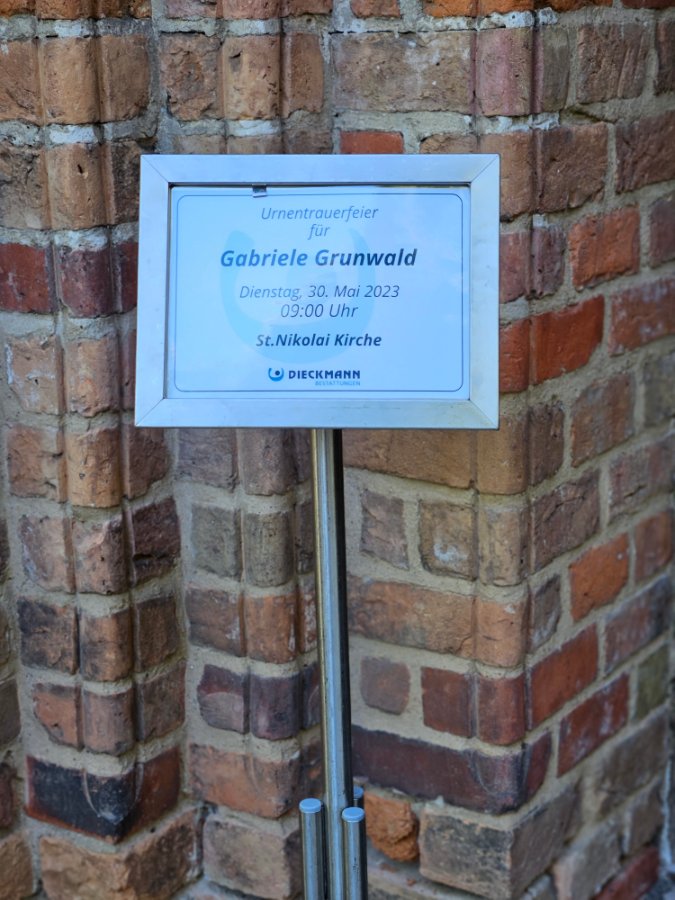 Urnentrauerfeier
für
Gabriele Grunwald
Dienstag, 30. Mai 2023
09:00 Uhr
St.Nikolai Kirche
DIECKMANN
BESTATTUNGEN